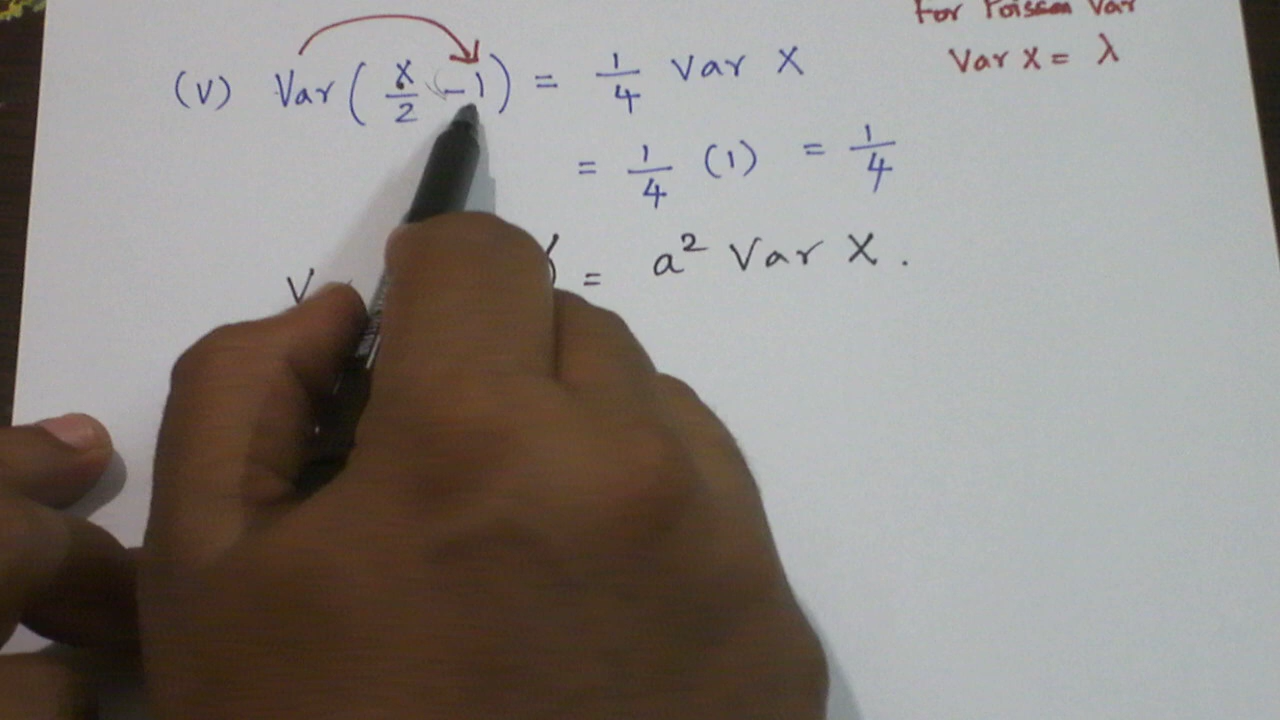 For Poisson Var
Var X = λ
(V) Var( X/2 -1) = 1/4 Var X
= 1/4 (1) = 1/4
= a² Var X.